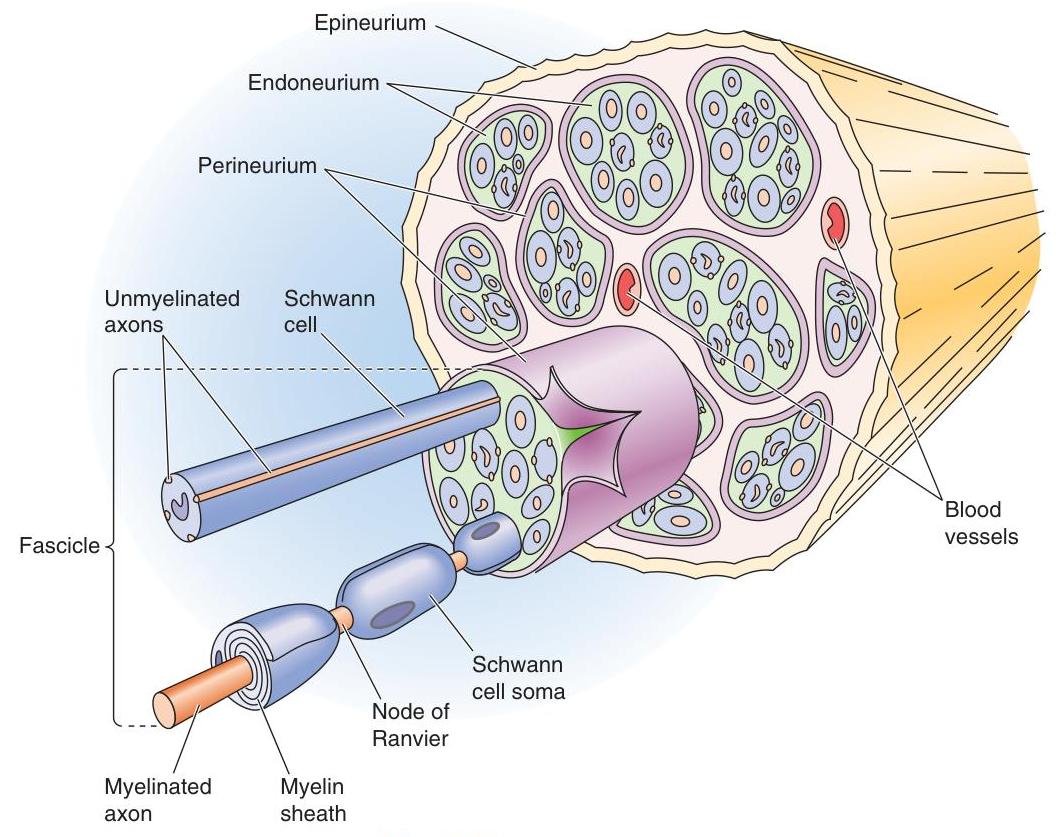 Epineurium
Endoneurium
Perineurium
Unmyelinated
axons
Schwann
cell
Blood
vessels
Fascicle
Schwann
cell soma
Node of
Ranvier
Myelinated
axon
Myelin
sheath